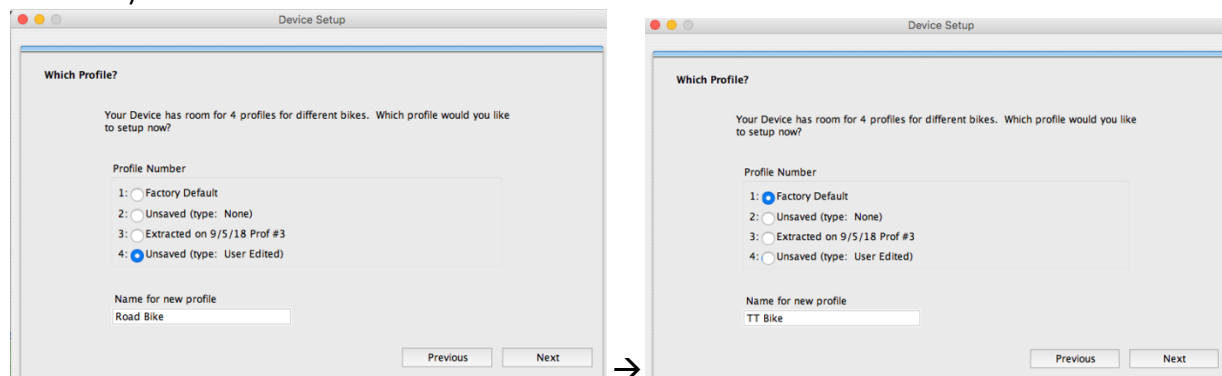 Device Setup
Which Profile?
Your Device has room for 4 profiles for different bikes. Which profile would you like
to setup now?
Profile Number
1: Factory Default
2: Unsaved (type: None)
3: Extracted on 9/5/18 Prof #3
4: Unsaved (type: User Edited)
Name for new profile
Road Bike
Previous Next
→
Device Setup
Which Profile?
Your Device has room for 4 profiles for different bikes. Which profile would you like
to setup now?
Profile Number
1: Factory Default
2: Unsaved (type: None)
3: Extracted on 9/5/18 Prof #3
4: Unsaved (type: User Edited)
Name for new profile
TT Bike
Previous Next